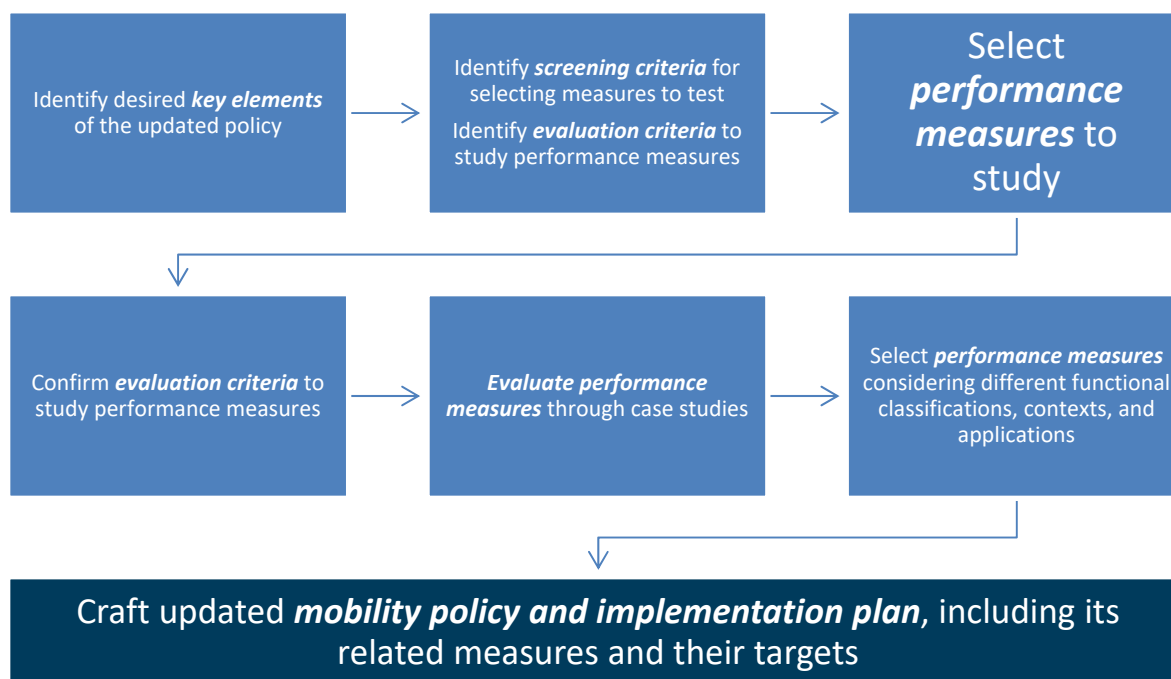 Identify desired key elements
of the updated policy
Identify screening criteria for
selecting measures to test
Identify evaluation criteria to
study performance measures
Select
performance
measures to
study
Confirm evaluation criteria to
study performance measures
Evaluate performance
measures through case studies
Select performance measures
considering different functional
classifications, contexts, and
applications
Craft updated mobility policy and implementation plan, including its
related measures and their targets